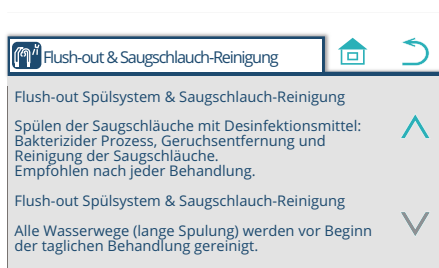 Flush-out & Saugschlauch-Reinigung
Flush-out Spülsystem & Saugschlauch-Reinigung
Spülen der Saugschläuche mit Desinfektionsmittel:
Bakterizider Prozess, Geruchsentfernung und
Reinigung der Saugschläuche.
Empfohlen nach jeder Behandlung.
Flush-out Spülsystem & Saugschlauch-Reinigung
Alle Wasserwege (lange Spulung) werden vor Beginn
der taglichen Behandlung gereinigt.